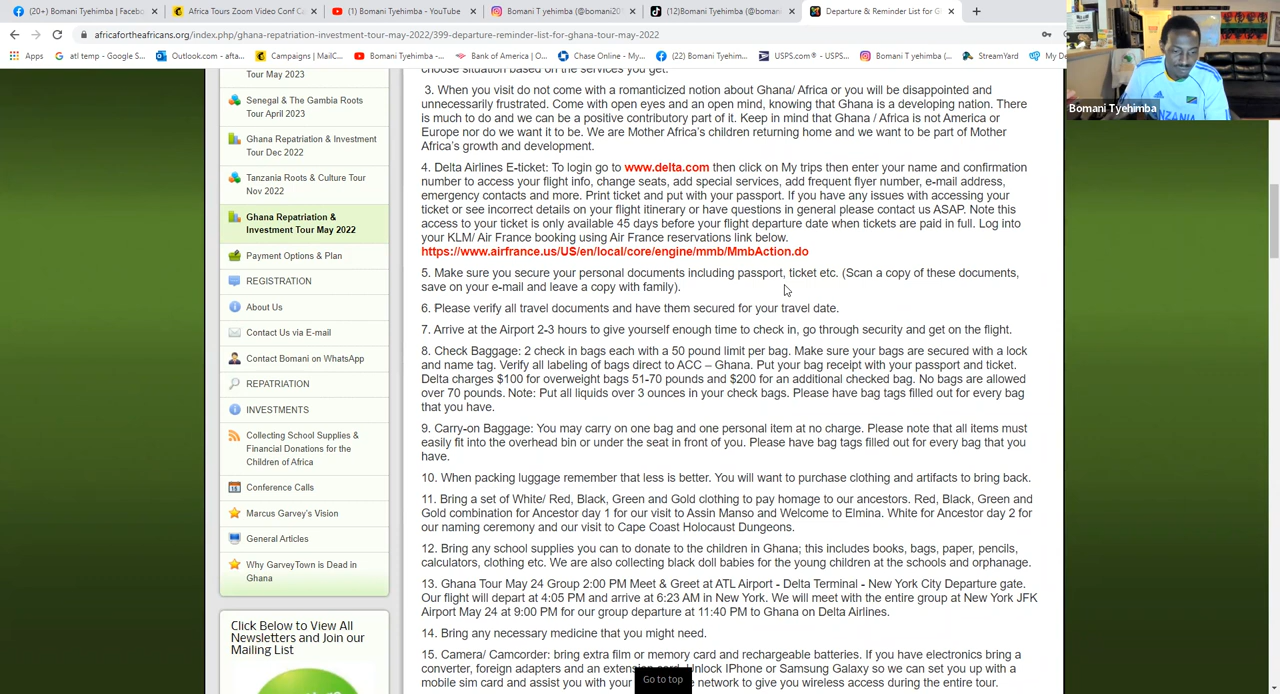 (20+) Bomani Tyehimba | Faceb
Africa Tours Zoom Video Conf C
(1) Bomani Tyehimba - YouTube
Bomani T yehimba (@bomani20
(12)Bomani Tyehimba (@bomani
Departure & Reminder List for G
africafortheafricans.org/index.php/ghana-repatriation-investment-tour-may-2022/399-departure-reminder-list-for-ghana-tour-may-2022
Apps
atl temp - Google S...
Outlook.com - afta...
Campaigns | MailC...
Bomani Tyehimba -...
Bank of America -...
Chase Online - My...
(22) Bomani Tyehim...
USPS.com® - USPS...
Bomani T yehimba (...
StreamYard
My De
Bomani Tyehimba
TANZANIA
Tour May 2023
Senegal & The Gambia Roots
Tour April 2023
Ghana Repatriation & Investment
Tour Dec 2022
Tanzania Roots & Culture Tour
Nov 2022
Ghana Repatriation &
Investment Tour May 2022
Payment Options & Plan
REGISTRATION
About Us
Contact Us via E-mail
Contact Bomani on WhatsApp
REPATRIATION
INVESTMENTS
Collecting School Supplies &
Financial Donations for the
Children of Africa
Conference Calls
Marcus Garvey's Vision
General Articles
Why GarveyTown is Dead in
Ghana
Click Below to View All
Newsletters and Join our
Mailing List
choose situation based on the services you get.
3. When you visit do not come with a romanticized notion about Ghana/ Africa or you will be disappointed and
unnecessarily frustrated. Come with open eyes and an open mind, knowing that Ghana is a developing nation. There
is work to do and you can be a positive contributory part of it. Keep in mind that Ghana / Africa is not America or
Europe nor do we want it to be. We are Mother Africa's children returning home and we want to be part of Mother
Africa's growth and development.
4. Delta Airlines E-ticket: To login go to www.delta.com then click on My trips then enter your name and confirmation
number to access your flight info, change seats, add special services, add frequent flyer number, e-mail address,
emergency contacts and more. Print ticket and put with your passport. If you have any issues with accessing your
ticket or see incorrect details on your flight itinerary or have questions in general please contact us ASAP. Note this
access to your ticket is only available 45 days before your flight departure date when tickets are paid in full. Log into
your KLM/ Air France booking using Air France reservations link below.
https://www.airfrance.us/US/en/local/core/engine/mmb/MmbAction.do
5. Make sure you secure your personal documents including passport, ticket etc. (Scan a copy of these documents,
save on your e-mail and leave a copy with family).
6. Please verify all travel documents and have them secured for your travel date.
7. Arrive at the Airport 2-3 hours to give yourself enough time to check in, go through security and get on the flight.
8. Check Baggage: 2 check in bags each with a 50 pound limit per bag. Make sure your bags are secured with a lock
and name tag. Verify all labeling of bags direct to ACC – Ghana. Put your bag receipt with your passport and ticket.
Delta charges $100 for overweight bags 51-70 pounds and $200 for an additional checked bag. No bags are allowed
over 70 pounds. Note: Put all liquids over 3 ounces in your check bags. Please have bag tags filled out for every bag
that you have.
9. Carry-on Baggage: You may carry on one bag and one personal item at no charge. Please note that all items must
easily fit into the overhead bin or under the seat in front of you. Please have bag tags filled out for every bag that you
have.
10. When packing luggage remember that less is better. You will want to purchase clothing and artifacts to bring back.
11. Bring a set of White/ Red, Black, Green and Gold clothing to pay homage to our ancestors. Red, Black, Green and
Gold combination for Ancestor day 1 for our visit to Assin Manso and Welcome to Elmina. White for Ancestor day 2 for
our naming ceremony and our visit to Cape Coast Holocaust Dungeons.
12. Bring any school supplies you can to donate to the children in Ghana; this includes books, bags, paper, pencils,
calculators, clothing etc. We are also collecting black doll babies for the young children at the schools and orphanage.
13. Ghana Tour May 24 Group 2:00 PM Meet & Greet at ATL Airport - Delta Terminal - New York City Departure gate.
Our flight will depart at 4:05 PM and arrive at 6:23 AM in New York. We will meet with the entire group at New York JFK
Airport May 24 at 9:00 PM for our group departure at 11:40 PM to Ghana on Delta Airlines.
14. Bring any necessary medicine that you might need.
15. Camera/ Camcorder: bring extra film or memory card and rechargeable batteries. If you have electronics bring a
converter, foreign adapters and an extension Unlock IPhone or Samsung Galaxy so we can set you up with a
mobile sim card and assist you with your network to give you wireless access during the entire tour.
Go to top